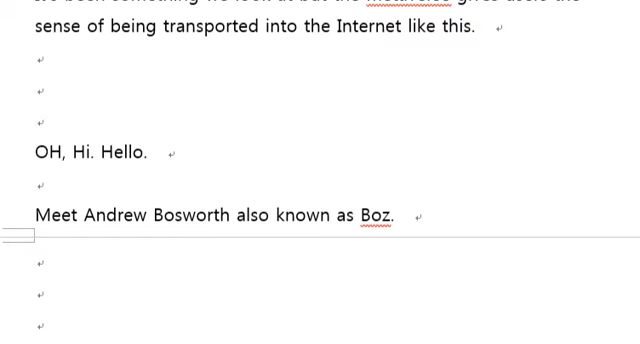 sense of being transported into the Internet like this.
OH, Hi. Hello.
Meet Andrew Bosworth also known as Boz.